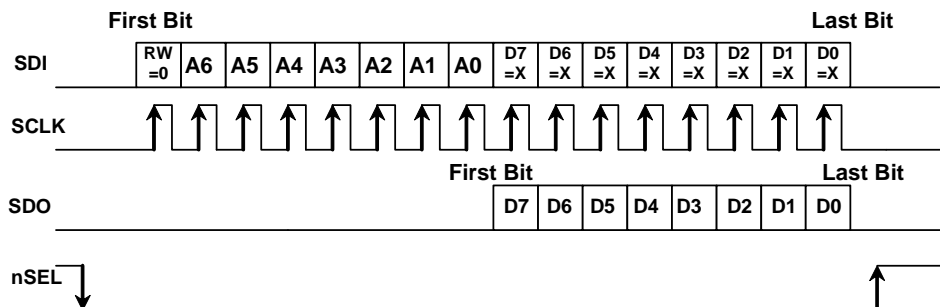 First Bit Last Bit
SDI RW =0 A6 A5 A4 A3 A2 A1 A0 D7 =X D6 =X D5 =X D4 =X D3 =X D2 =X D1 =X D0 =X
SCLK
First Bit Last Bit
SDO D7 D6 D5 D4 D3 D2 D1 D0
nSEL